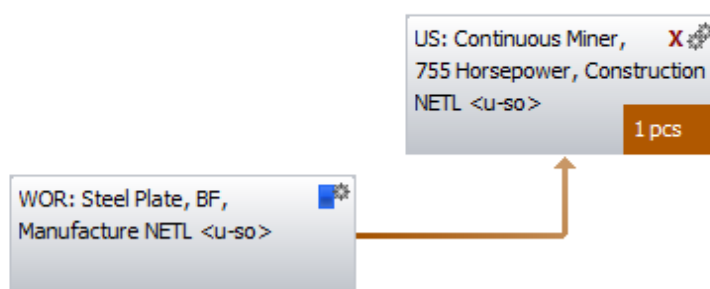 US: Continuous Miner, X
755 Horsepower, Construction
NETL <u-so>
1 pcs
WOR: Steel Plate, BF,
Manufacture NETL <u-so>